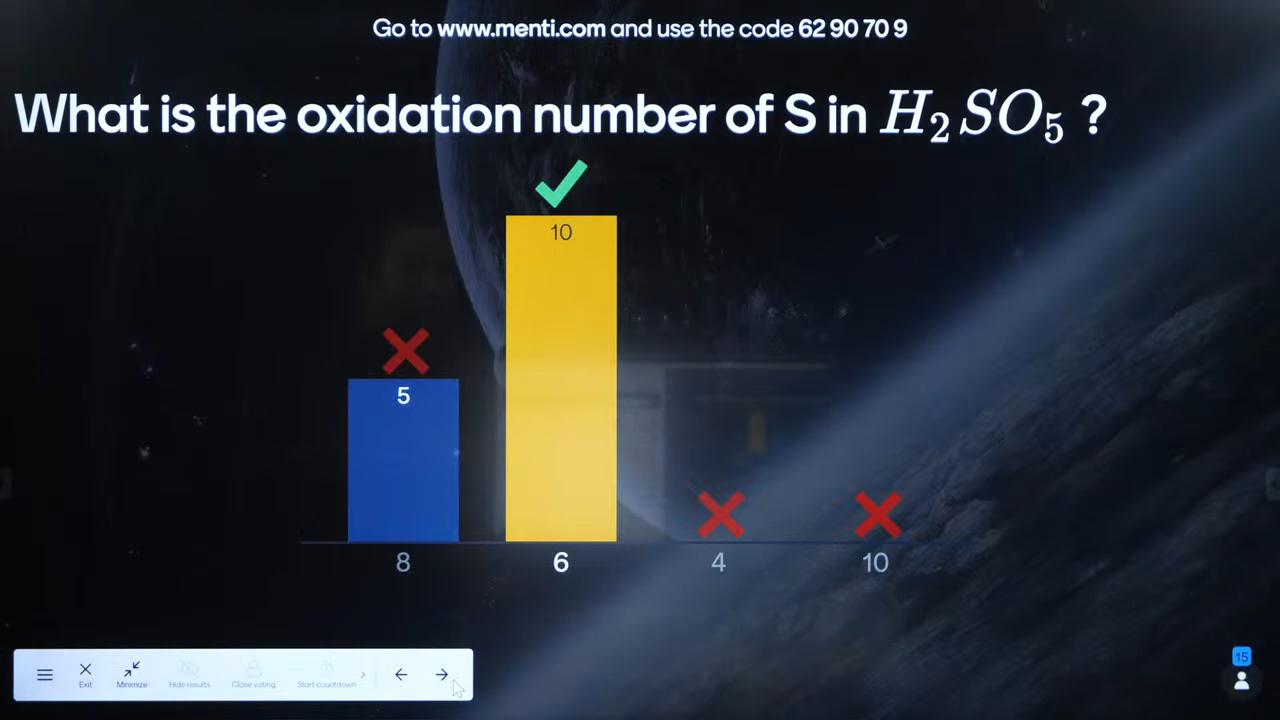 Go to www.menti.com and use the code 62 90 70 9
What is the oxidation number of S in H₂SO₅ ?
10
5
8
6
4
10
Exit
Minimize
Hide results
Close voting
Start countdown
15